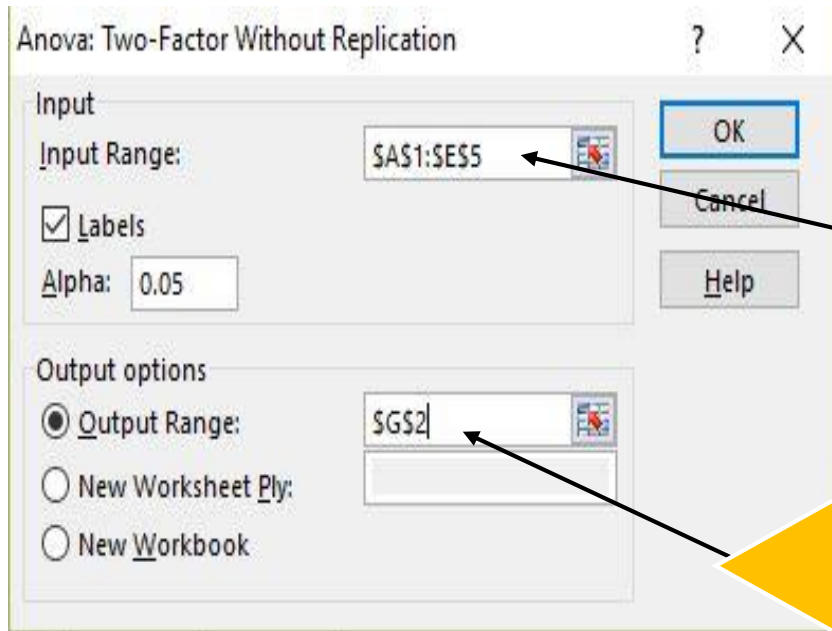 Anova: Two-Factor Without Replication ? X
Input
Input Range: $A$1:$E$5
OK
Labels
Cancel
Alpha: 0.05
Help
Output options
Output Range: $G$2
New Worksheet Ply:
New Workbook